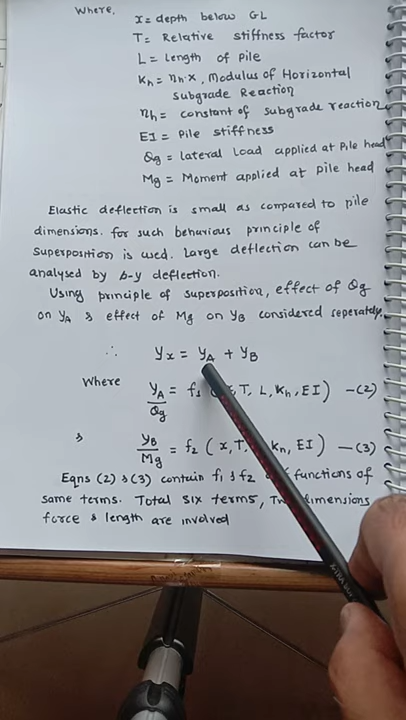 Where,
x = depth below GL
T = Relative stiffness factor
L = length of pile
Kh = ηh·x, Modulus of Horizontal
Subgrade Reaction
ηh = constant of subgrade reaction
EI = Pile stiffness
Qg = lateral Load applied at Pile head
Mg = Moment applied at pile head
Elastic deflection is small as compared to pile
dimensions. for such behavious principle of
Superposition is used. Large deflection can be
analysed by p-y deflection.
Using principle of superposition, effect of Qg
on yA & effect of Mg on yB considered seperately.
∴ yx = yA + yB
Where yA/Qg = f1 ( T, L, Kh, EI) —(2)
& yB/Mg = f2 (x, T, Kh, EI) —(3)
Eqns (2) & (3) contain f1 & f2 functions of
same terms. Total six terms, dimensions
force & length are involved